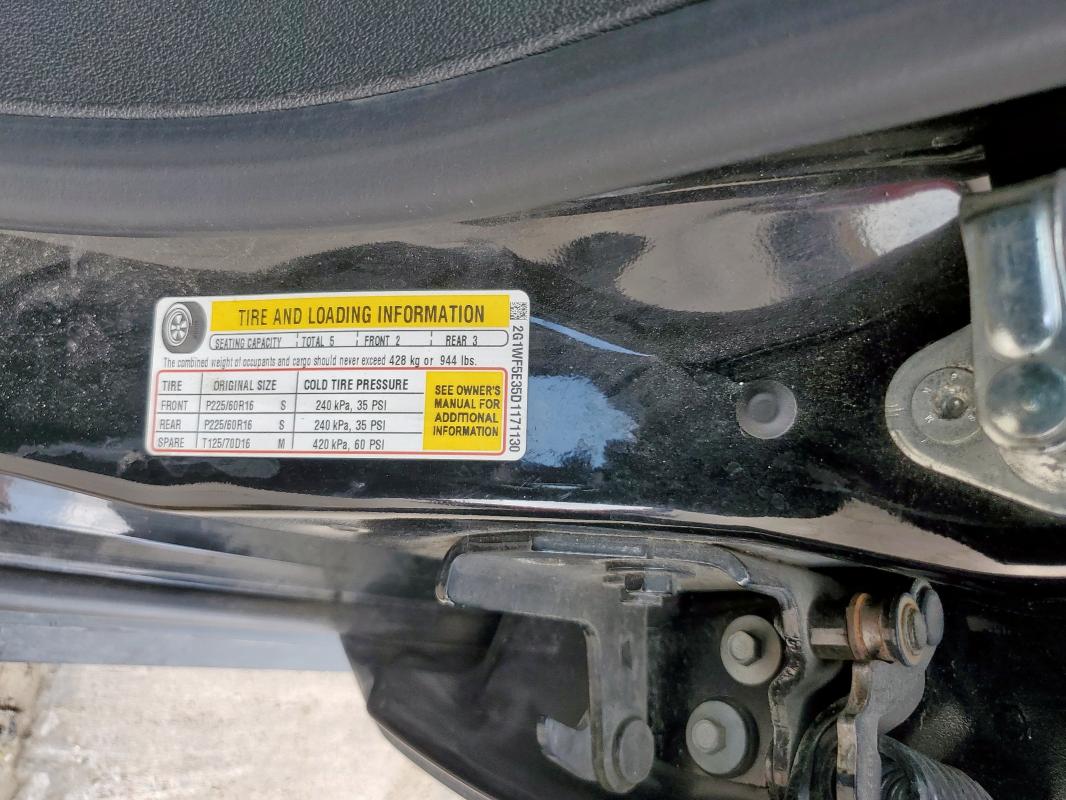 TIRE AND LOADING INFORMATION
SEATING CAPACITY TOTAL 5 FRONT 2 REAR 3
The combined weight of occupants and cargo should never exceed 428 kg or 944 lbs.
TIRE ORIGINAL SIZE COLD TIRE PRESSURE
FRONT P225/60R16 S 240 kPa, 35 PSI
REAR P225/60R16 S 240 kPa, 35 PSI
SPARE T125/70D16 M 420 kPa, 60 PSI
SEE OWNER'S
MANUAL FOR
ADDITIONAL
INFORMATION
2G1WF5E35D1171130